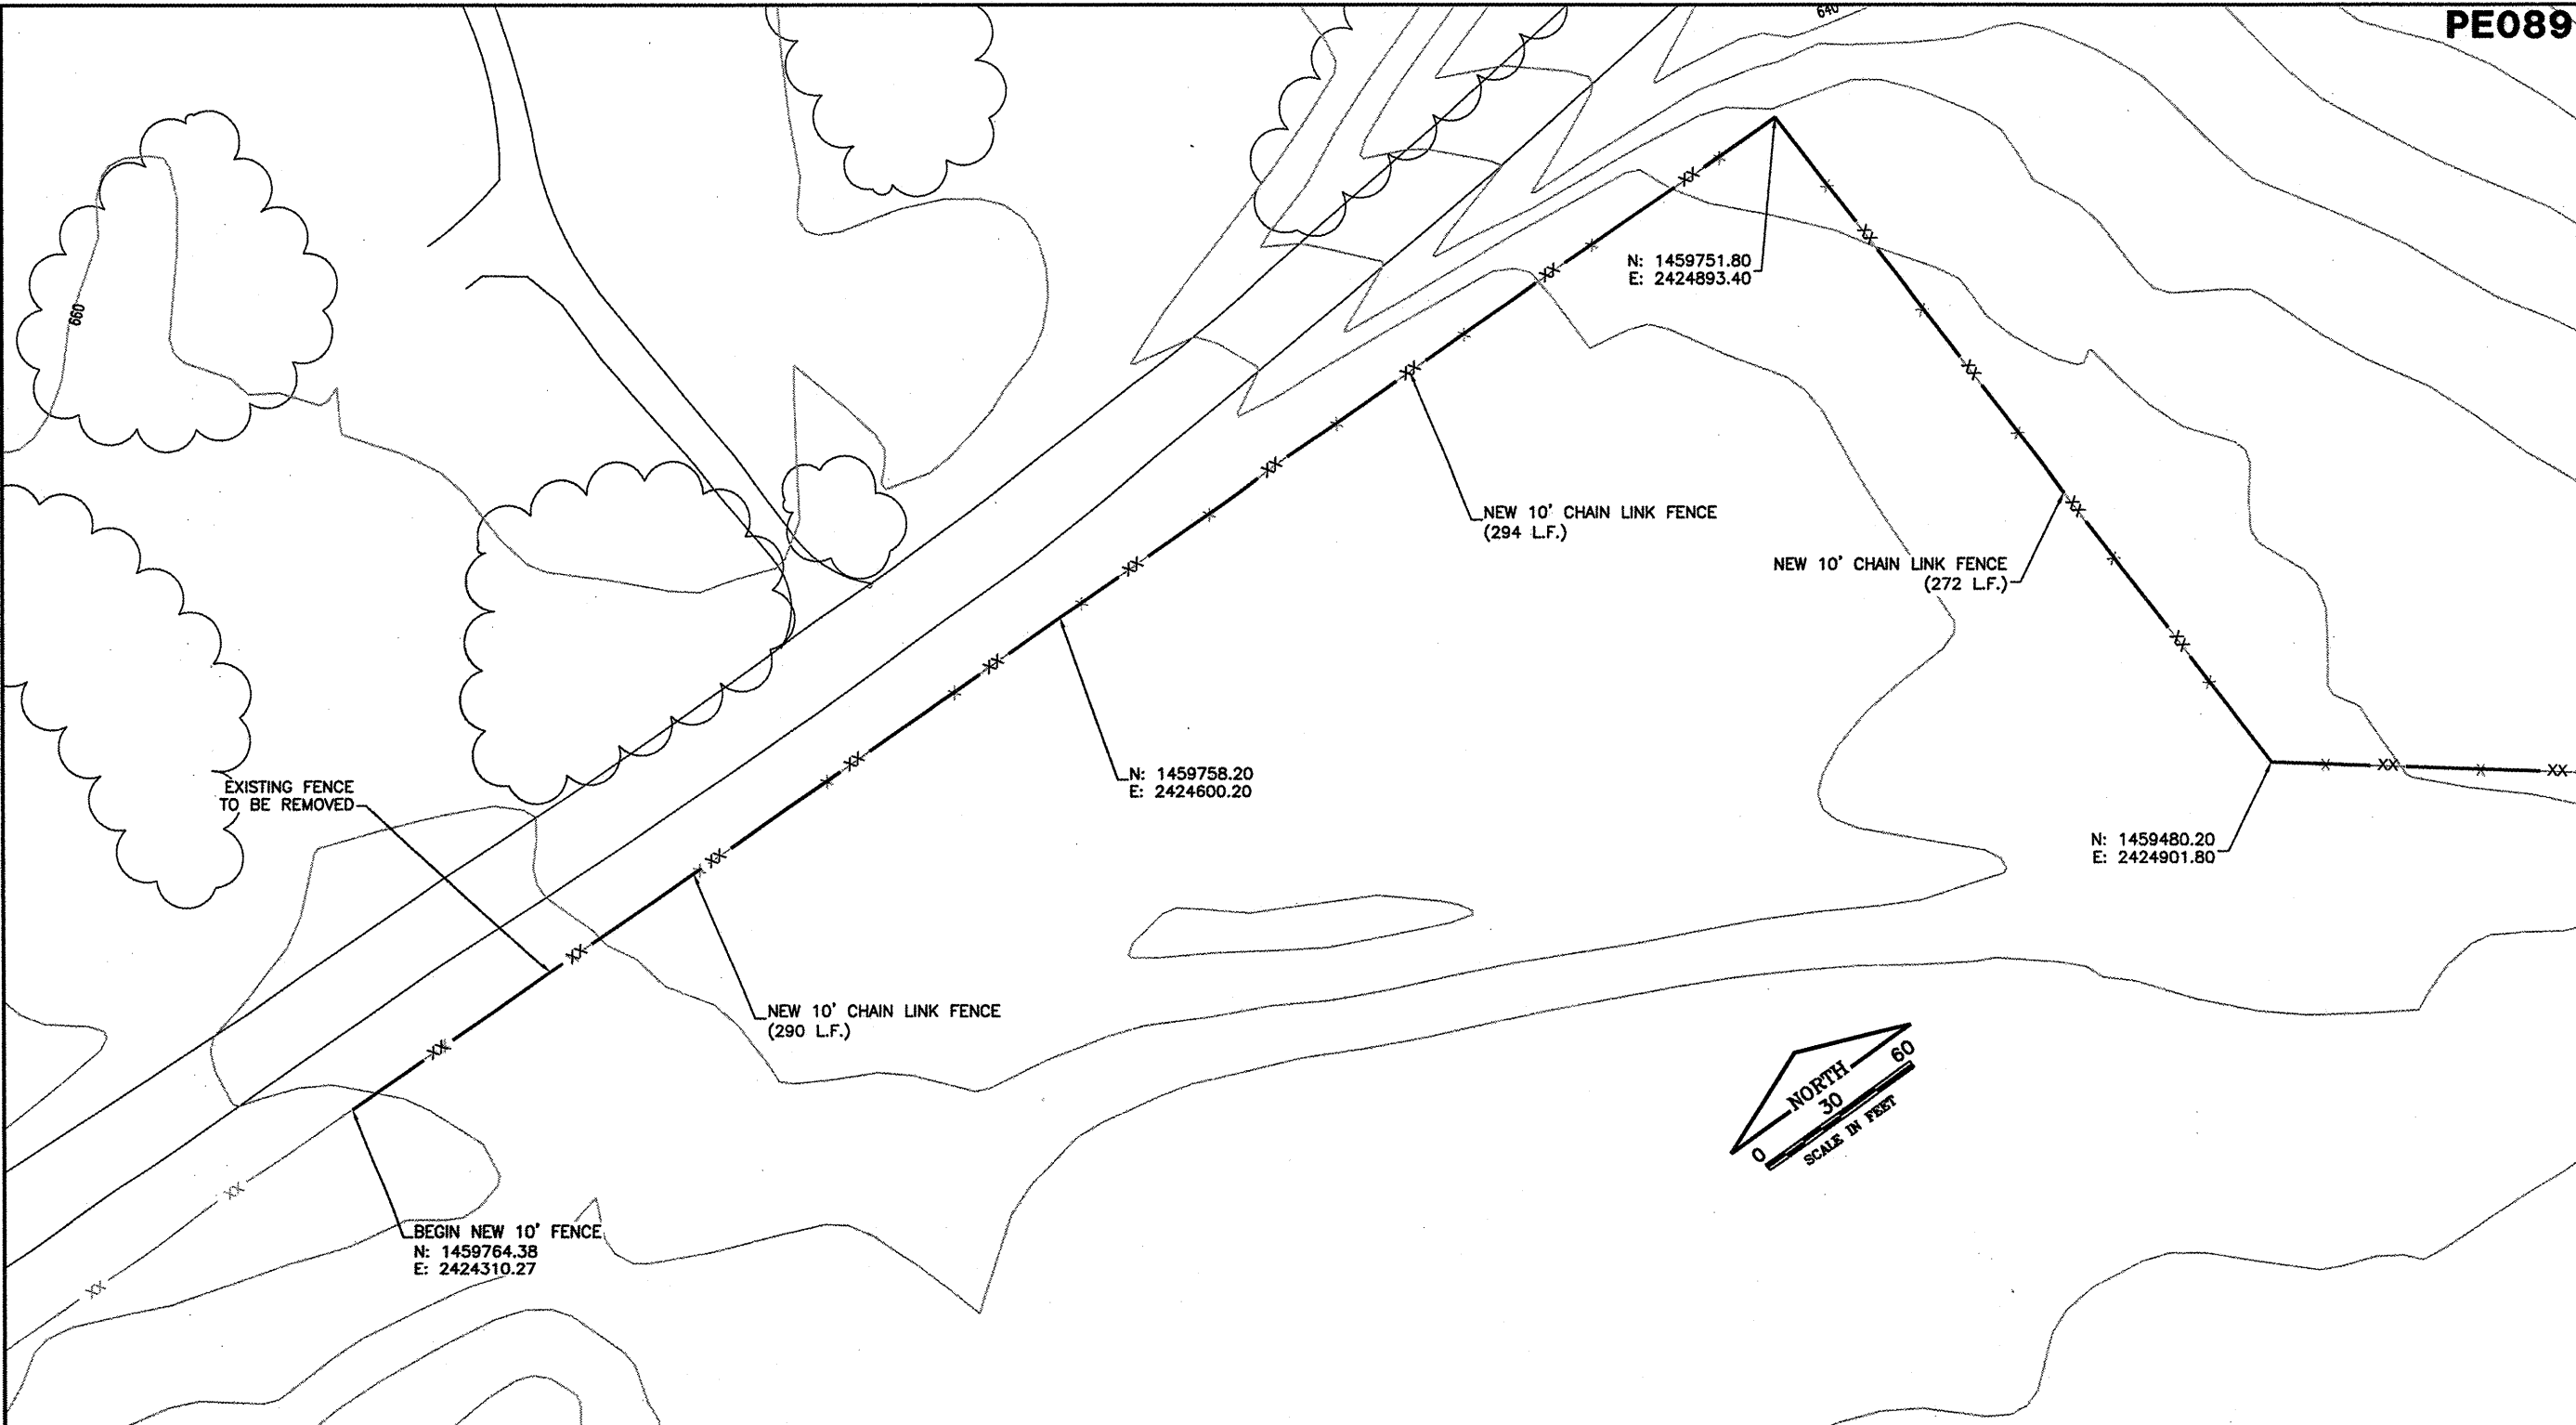 640
PE089
660
N: 1459751.80
E: 2424893.40
NEW 10' CHAIN LINK FENCE
(294 L.F.)
NEW 10' CHAIN LINK FENCE
(272 L.F.)
N: 1459758.20
E: 2424600.20
EXISTING FENCE
TO BE REMOVED
N: 1459480.20
E: 2424901.80
NEW 10' CHAIN LINK FENCE
(290 L.F.)
NORTH
0 30 60
SCALE IN FEET
BEGIN NEW 10' FENCE
N: 1459764.38
E: 2424310.27